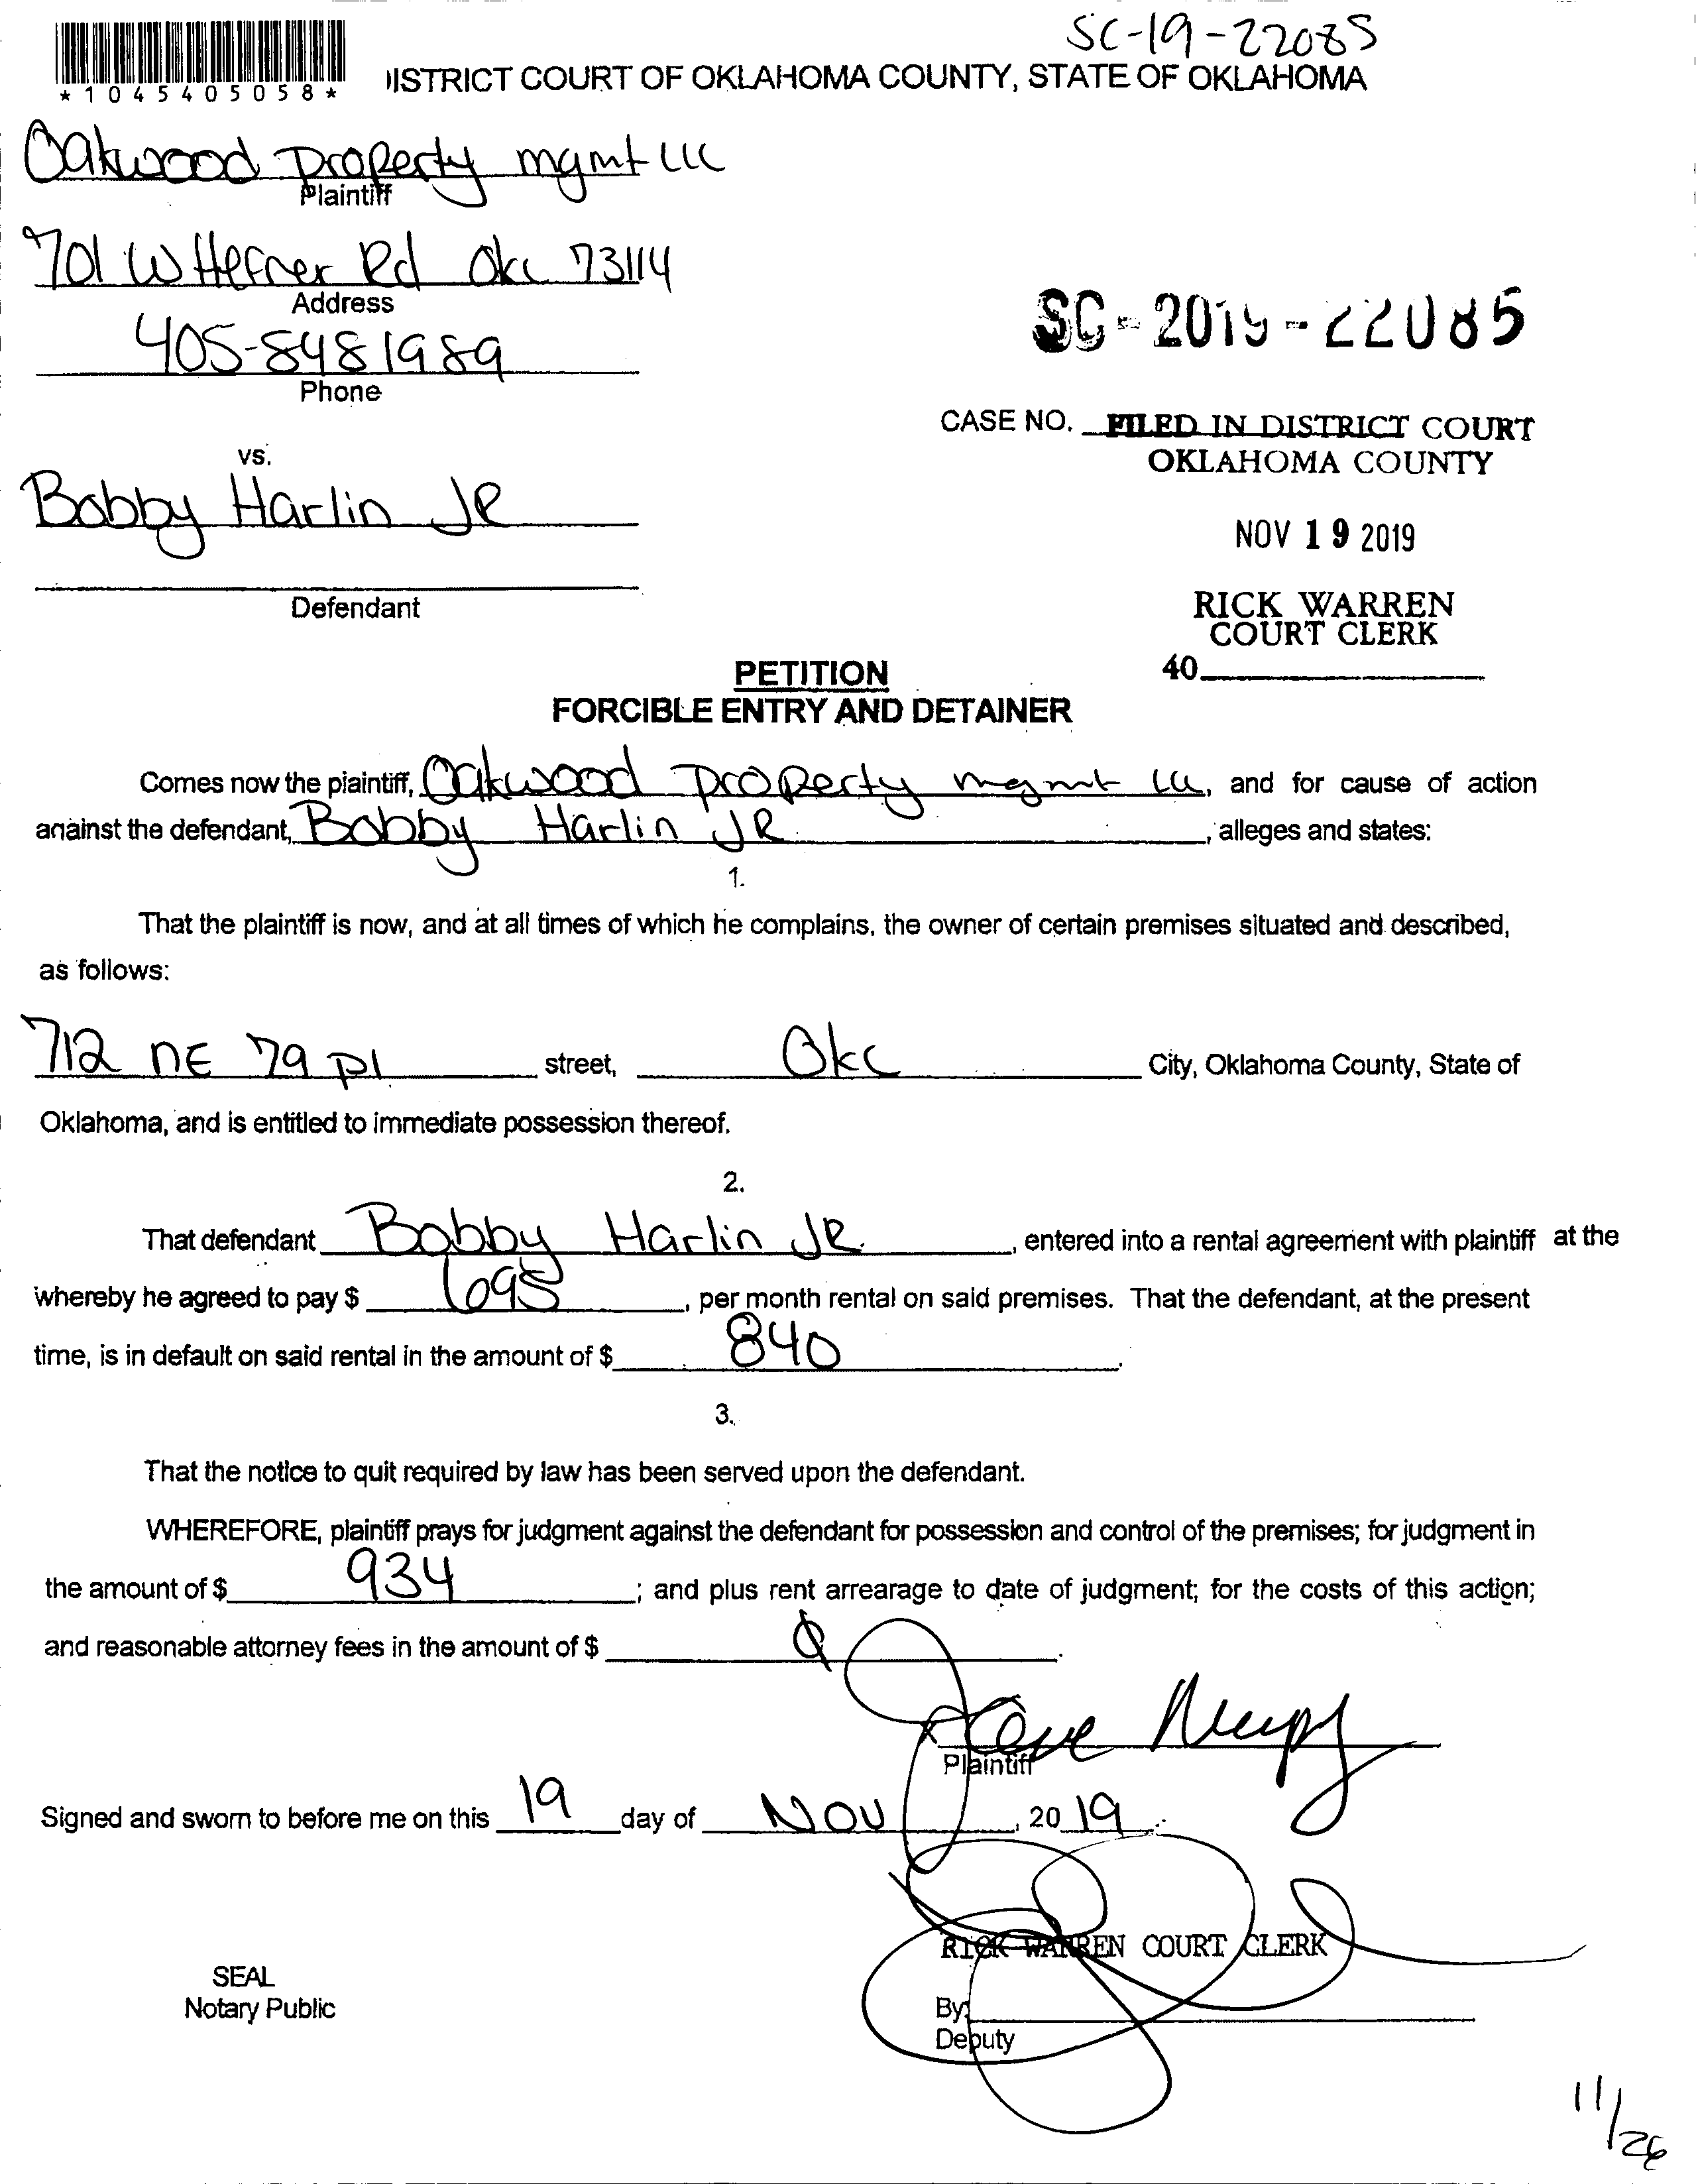 SC-19-22085
*1045405058*
ISTRICT COURT OF OKLAHOMA COUNTY, STATE OF OKLAHOMA
Oakwood Property mgmt LLC
Plaintiff
701 W Hefner Rd Okc 73114
Address
SC-2019-22085
405-848 1989
Phone
CASE NO. FILED IN DISTRICT COURT
OKLAHOMA COUNTY
vs.
Bobby Harlin JR
NOV 19 2019
Defendant
RICK WARREN
COURT CLERK
40
PETITION
FORCIBLE ENTRY AND DETAINER
Comes now the plaintiff, Oakwood Property mgmt LLC, and for cause of action
against the defendant, Bobby Harlin JR, alleges and states:
1.
That the plaintiff is now, and at all times of which he complains, the owner of certain premises situated and described,
as follows:
712 NE 79 Pl street, Okc City, Oklahoma County, State of
Oklahoma, and is entitled to immediate possession thereof.
2.
That defendant Bobby Harlin JR, entered into a rental agreement with plaintiff at the
whereby he agreed to pay $ 695, per month rental on said premises. That the defendant, at the present
time, is in default on said rental in the amount of $ 840.
3.
That the notice to quit required by law has been served upon the defendant.
WHEREFORE, plaintiff prays for judgment against the defendant for possession and control of the premises; for judgment in
the amount of $ 934; and plus rent arrearage to date of judgment; for the costs of this action;
and reasonable attorney fees in the amount of $ .
X
Plaintiff
Signed and sworn to before me on this 19 day of Nov, 2019.
RICK WARREN COURT CLERK
SEAL
Notary Public
By:
Deputy
11/26